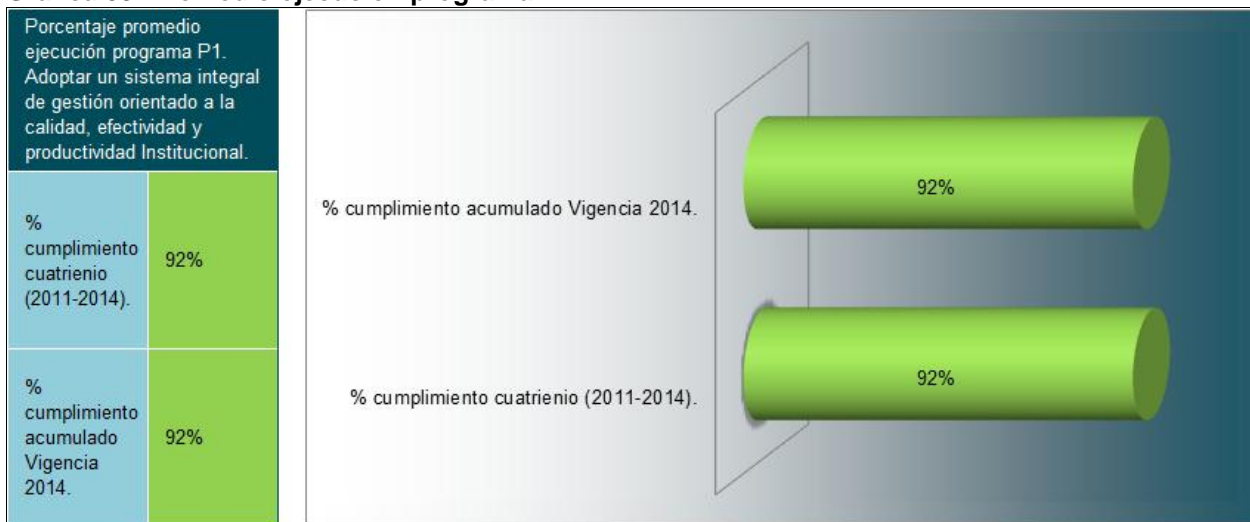 Porcentaje promedio
ejecución programa P1.
Adoptar un sistema integral
de gestión orientado a la
calidad, efectividad y
productividad Institucional.
%
cumplimiento
cuatrienio
(2011-2014).
92%
%
cumplimiento
acumulado
Vigencia
2014.
92%
% cumplimiento acumulado Vigencia 2014.
92%
% cumplimiento cuatrienio (2011-2014).
92%